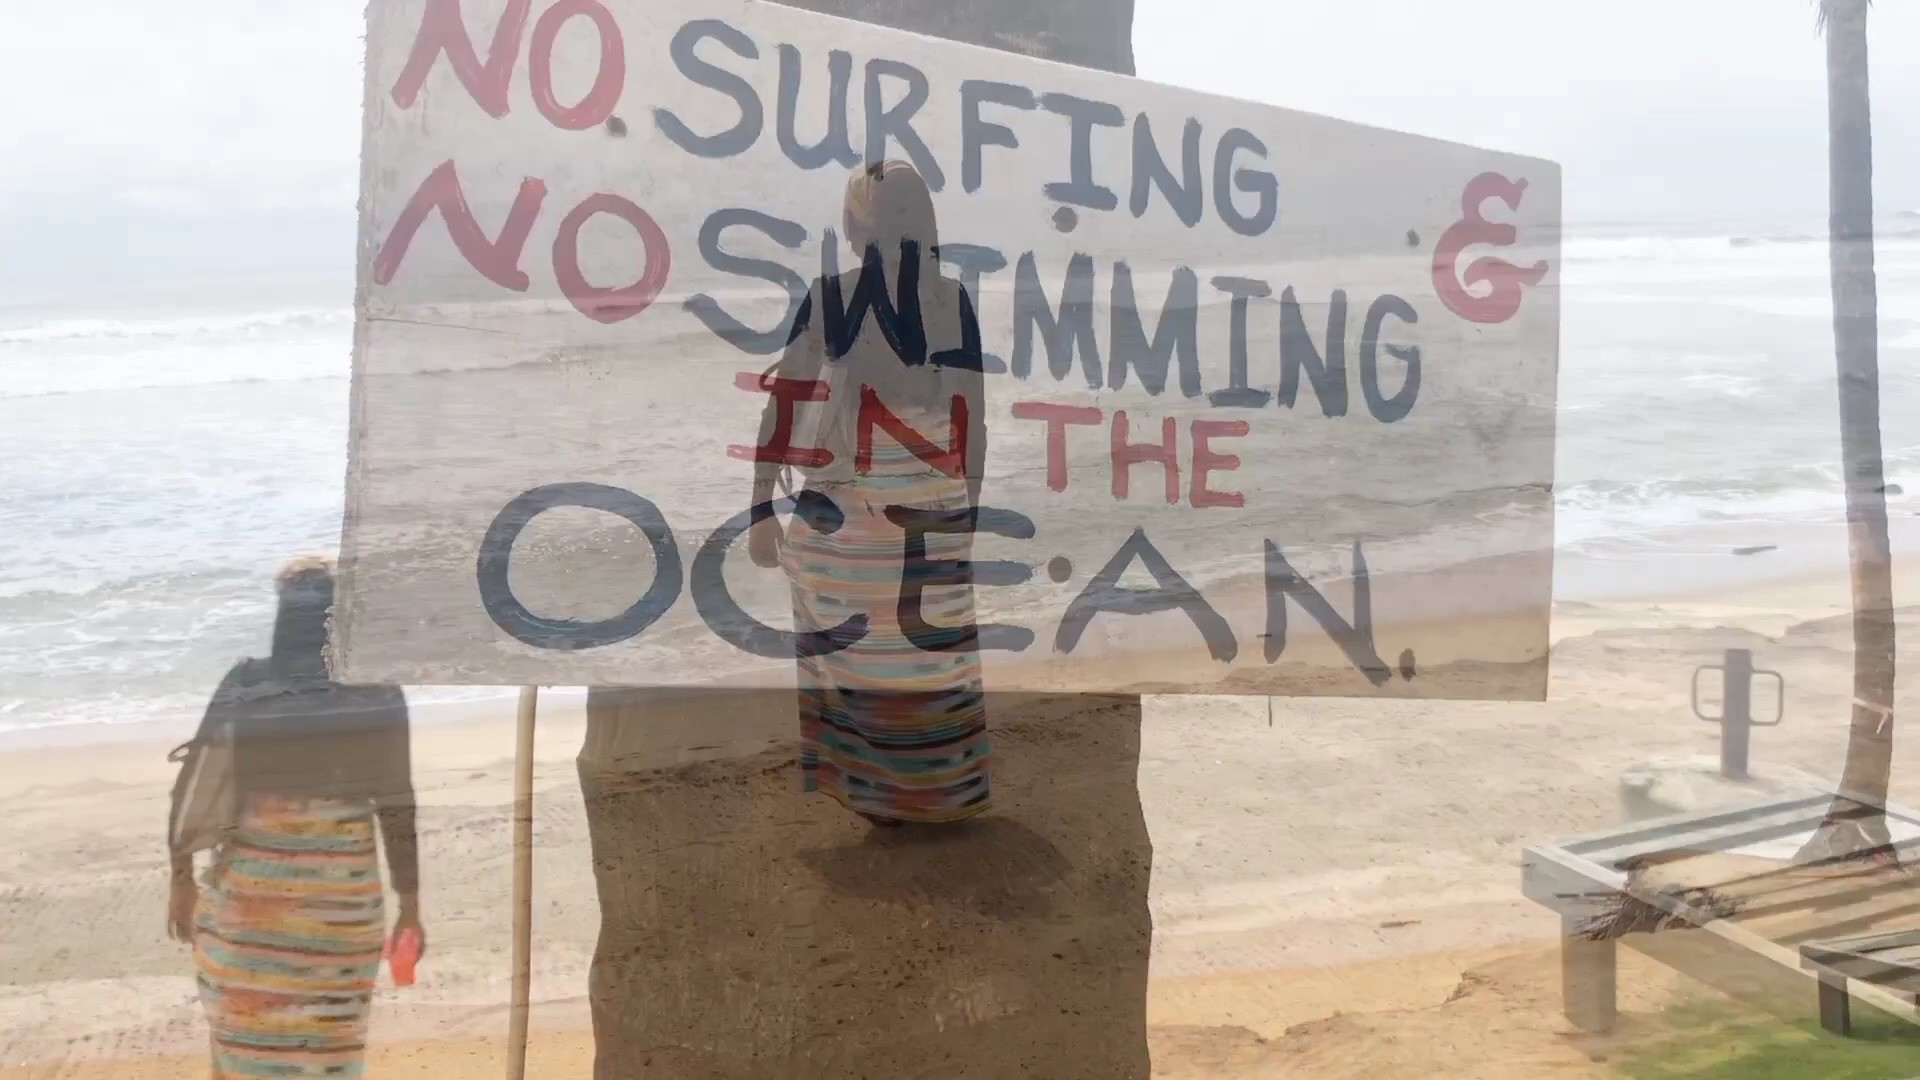 NO SURFING
NO SWIMMING &
IN THE
OCEAN.